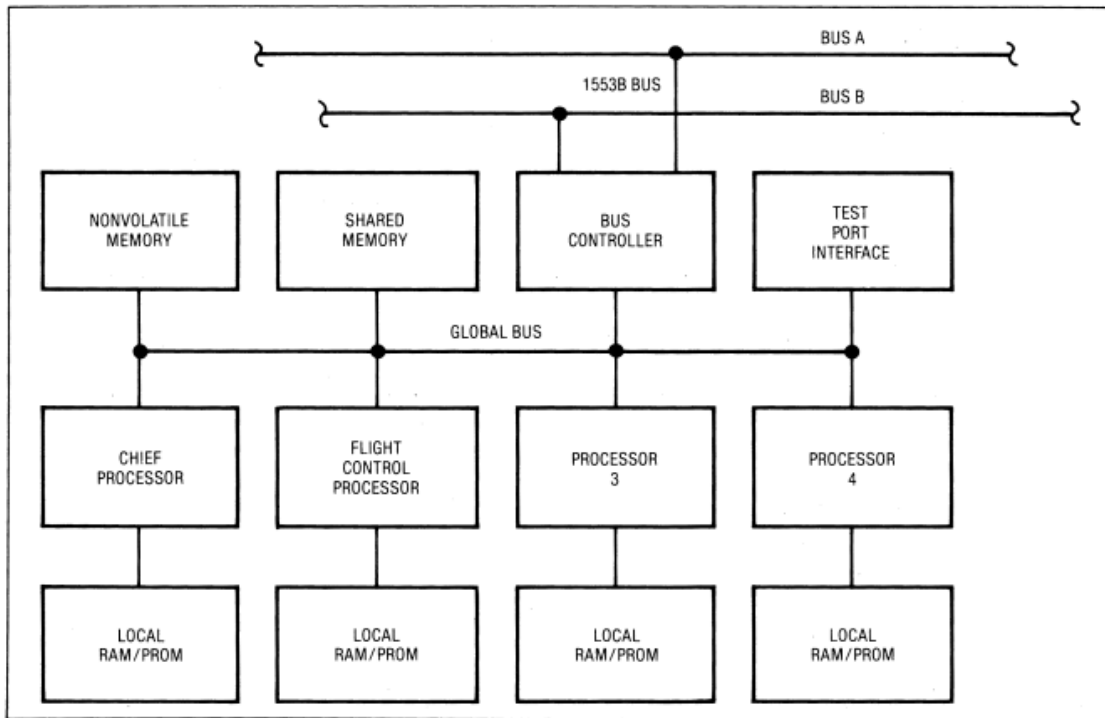 BUS A
1553B BUS
BUS B
NONVOLATILE
MEMORY
SHARED
MEMORY
BUS
CONTROLLER
TEST
PORT
INTERFACE
GLOBAL BUS
CHIEF
PROCESSOR
FLIGHT
CONTROL
PROCESSOR
PROCESSOR
3
PROCESSOR
4
LOCAL
RAM/PROM
LOCAL
RAM/PROM
LOCAL
RAM/PROM
LOCAL
RAM/PROM